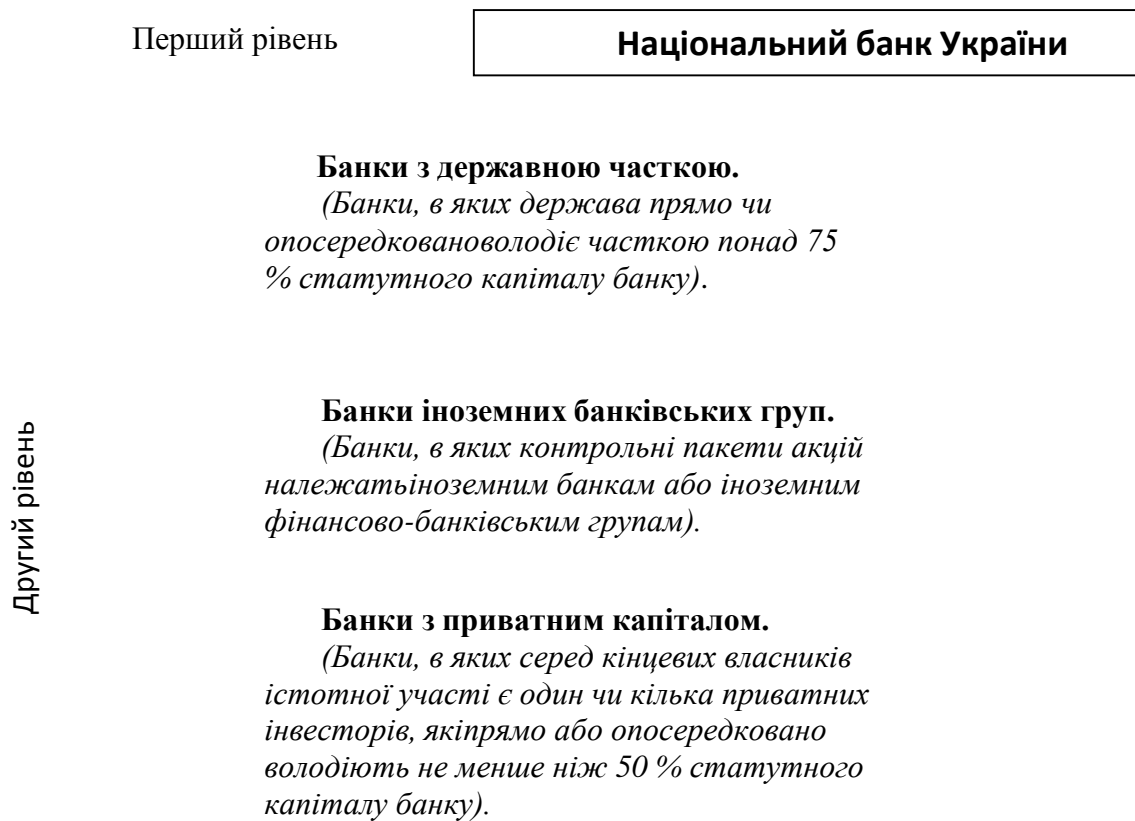 Перший рівень
Національний банк України
Банки з державною часткою.
(Банки, в яких держава прямо чи
опосередковановолодіє часткою понад 75
% статутного капіталу банку).
Другий рівень
Банки іноземних банківських груп.
(Банки, в яких контрольні пакети акцій
належатьіноземним банкам або іноземним
фінансово-банківським групам).
Банки з приватним капіталом.
(Банки, в яких серед кінцевих власників
істотної участі є один чи кілька приватних
інвесторів, якіпрямо або опосередковано
володіють не менше ніж 50 % статутного
капіталу банку).